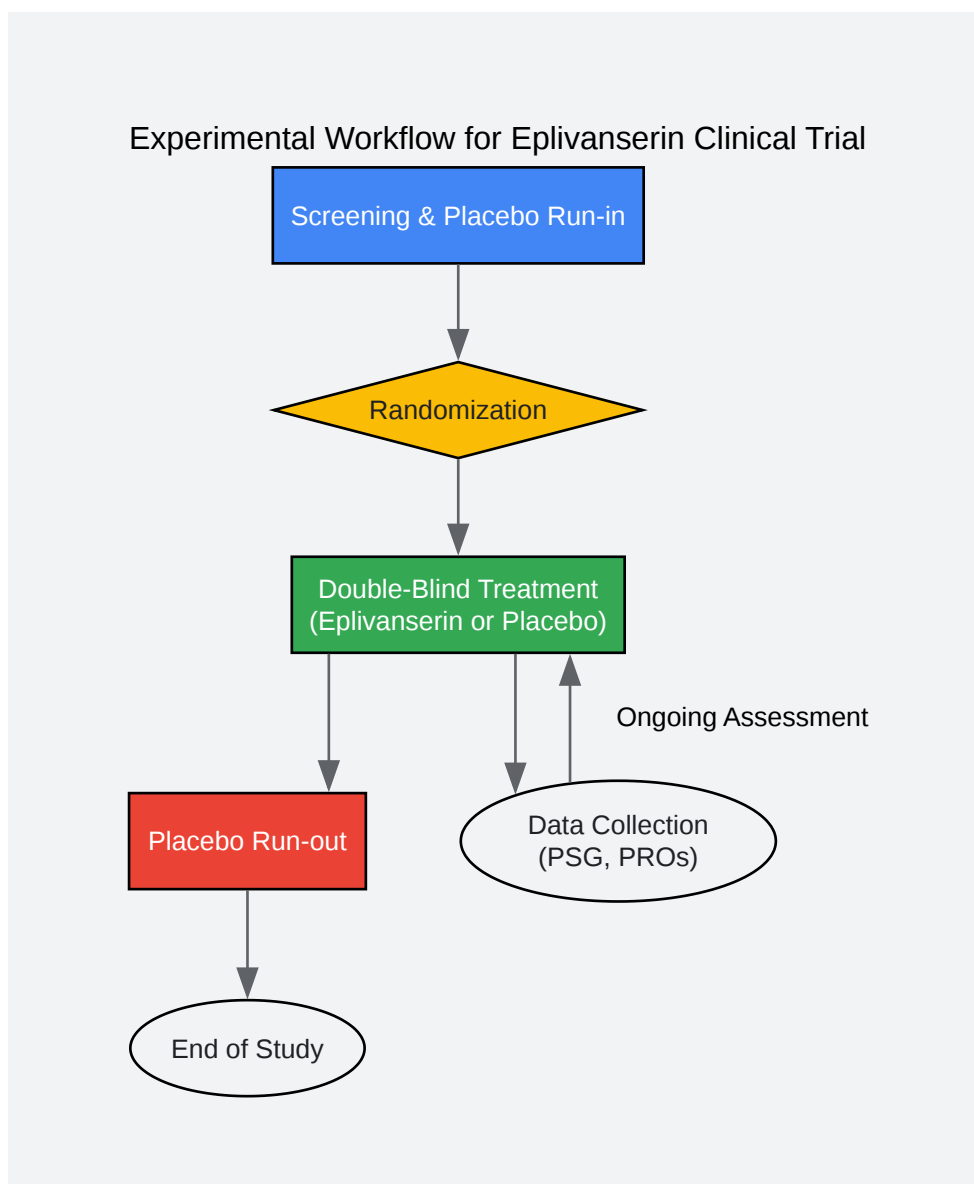 Experimental Workflow for Eplivanserin Clinical Trial
Screening & Placebo Run-in
Randomization
Double-Blind Treatment
(Eplivanserin or Placebo)
Ongoing Assessment
Placebo Run-out
Data Collection
(PSG, PROs)
End of Study